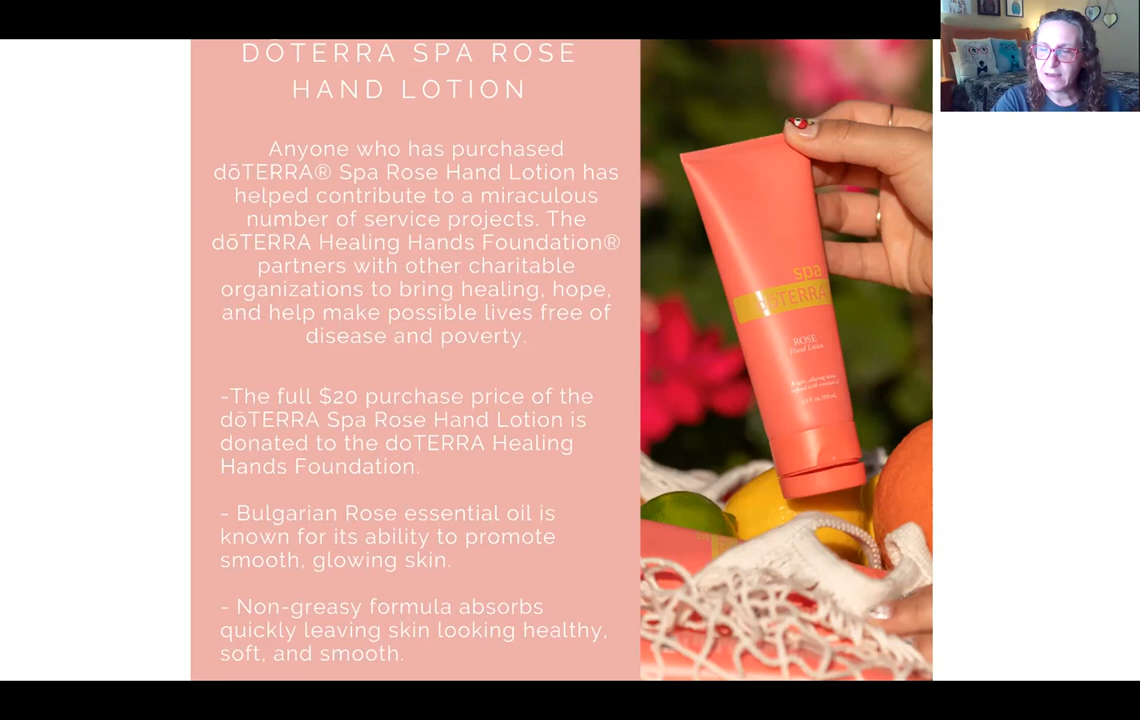 DŌTERRA SPA ROSE
HAND LOTION
Anyone who has purchased
dōTERRA® Spa Rose Hand Lotion has
helped contribute to a miraculous
number of service projects. The
dōTERRA Healing Hands Foundation®
partners with other charitable
organizations to bring healing, hope,
and help make possible lives free of
disease and poverty.
-The full $20 purchase price of the
dōTERRA Spa Rose Hand Lotion is
donated to the doTERRA Healing
Hands Foundation.
- Bulgarian Rose essential oil is
known for its ability to promote
smooth, glowing skin.
- Non-greasy formula absorbs
quickly leaving skin looking healthy,
soft, and smooth.
spa
dōTERRA
ROSE
Hand Lotion